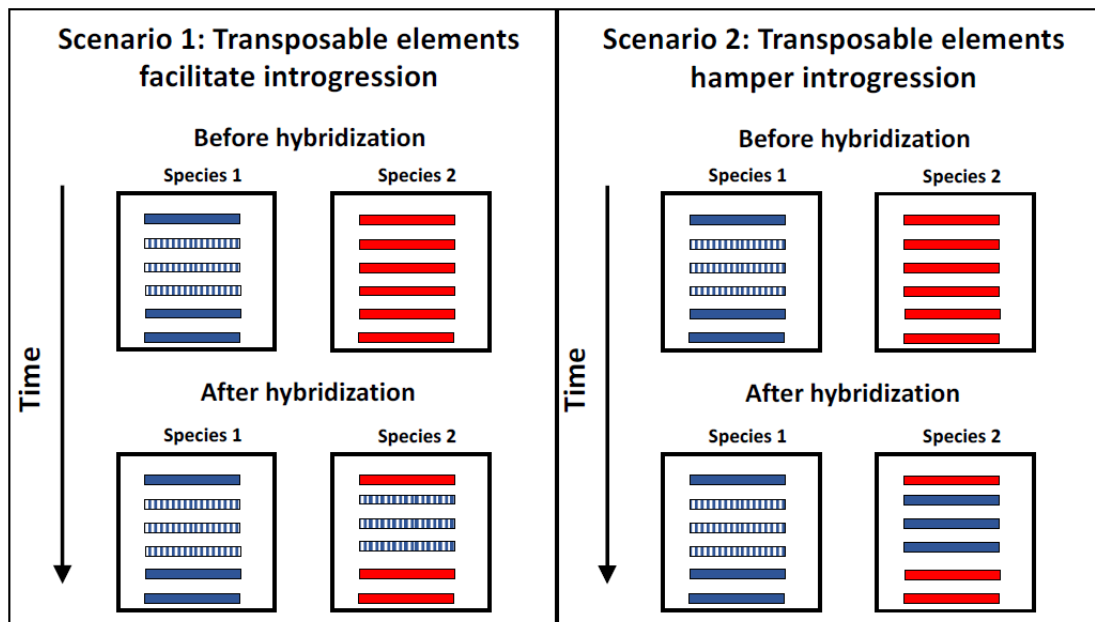 Scenario 1: Transposable elements
facilitate introgression
Before hybridization
Species 1
Species 2
Time
After hybridization
Species 1
Species 2
Scenario 2: Transposable elements
hamper introgression
Before hybridization
Species 1
Species 2
Time
After hybridization
Species 1
Species 2